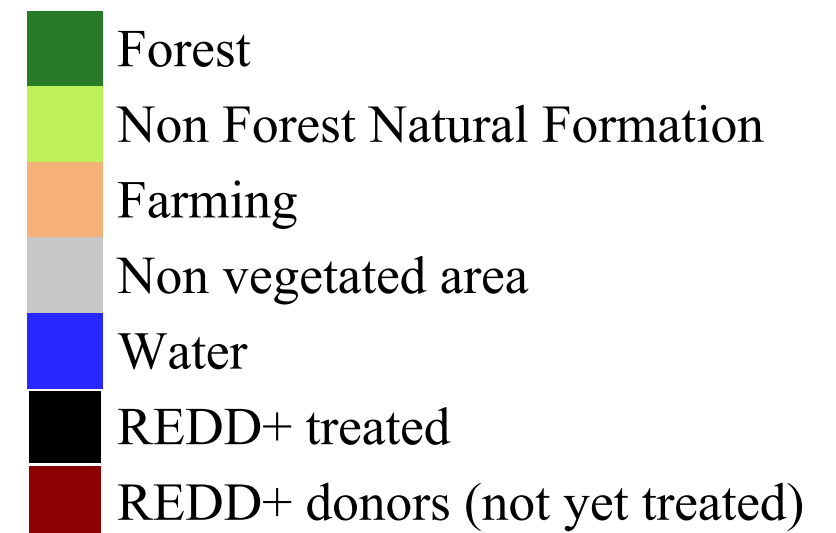 Forest
Non Forest Natural Formation
Farming
Non vegetated area
Water
REDD+ treated
REDD+ donors (not yet treated)